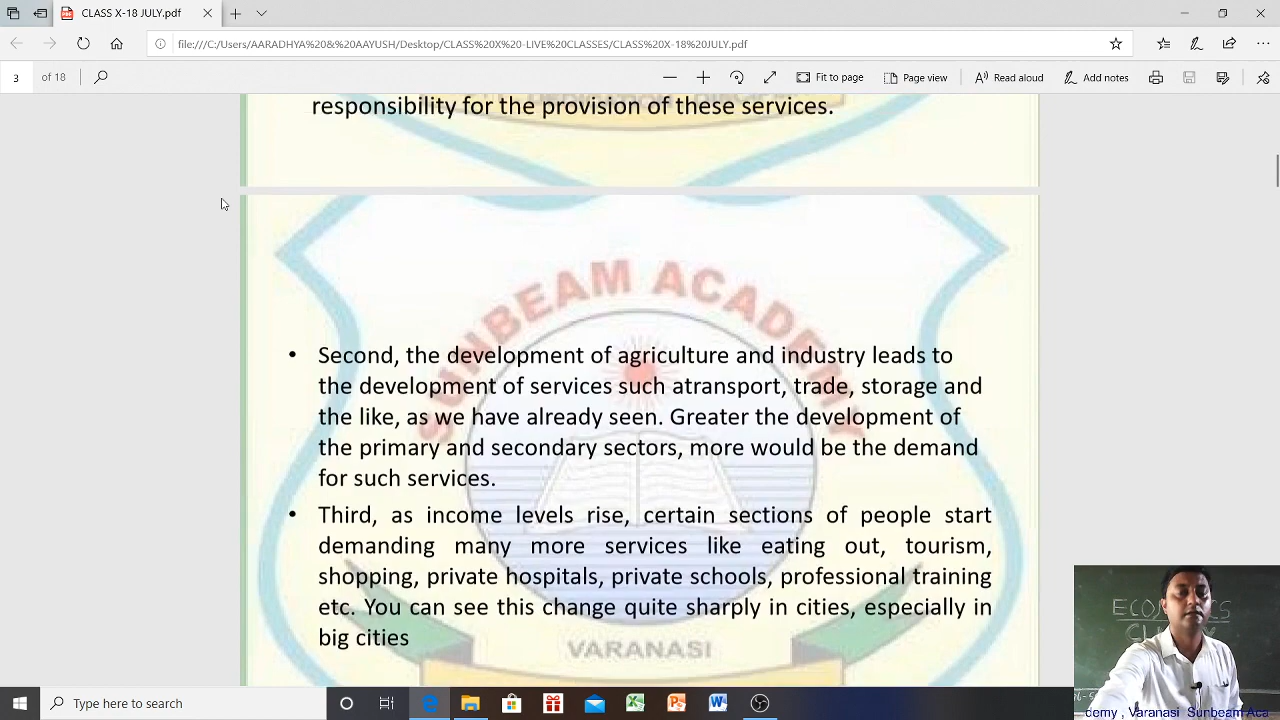 CLASS X-18 JULY.pdf
file:///C:/Users/AARADHYA%20&%20AAYUSH/Desktop/CLASS%20X%20-LIVE%20CLASSES/CLASS%20X-18%20JULY.pdf
3 of 18 Fit to page Page view Read aloud Add notes
responsibility for the provision of these services.
SUNBEAM ACADEMY
• Second, the development of agriculture and industry leads to
the development of services such atransport, trade, storage and
the like, as we have already seen. Greater the development of
the primary and secondary sectors, more would be the demand
for such services.
• Third, as income levels rise, certain sections of people start
demanding many more services like eating out, tourism,
shopping, private hospitals, private schools, professional training
etc. You can see this change quite sharply in cities, especially in
big cities
VARANASI
ECONOMICS
Type here to search
cemy , Varanasi Sunbeam Aca